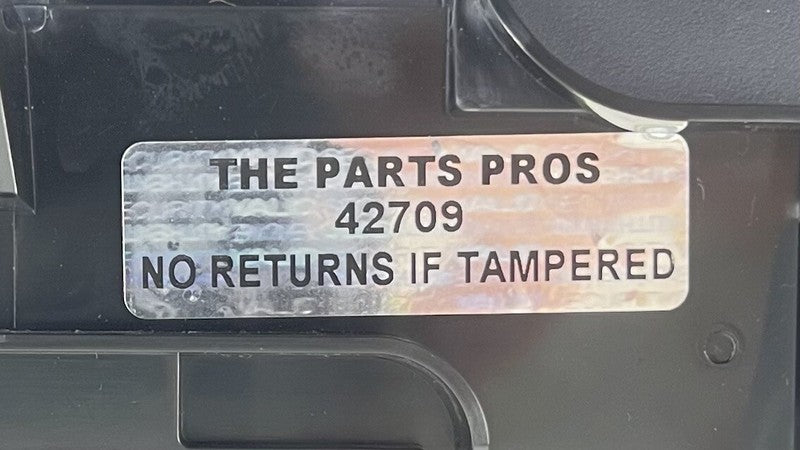 THE PARTS PROS
42709
NO RETURNS IF TAMPERED